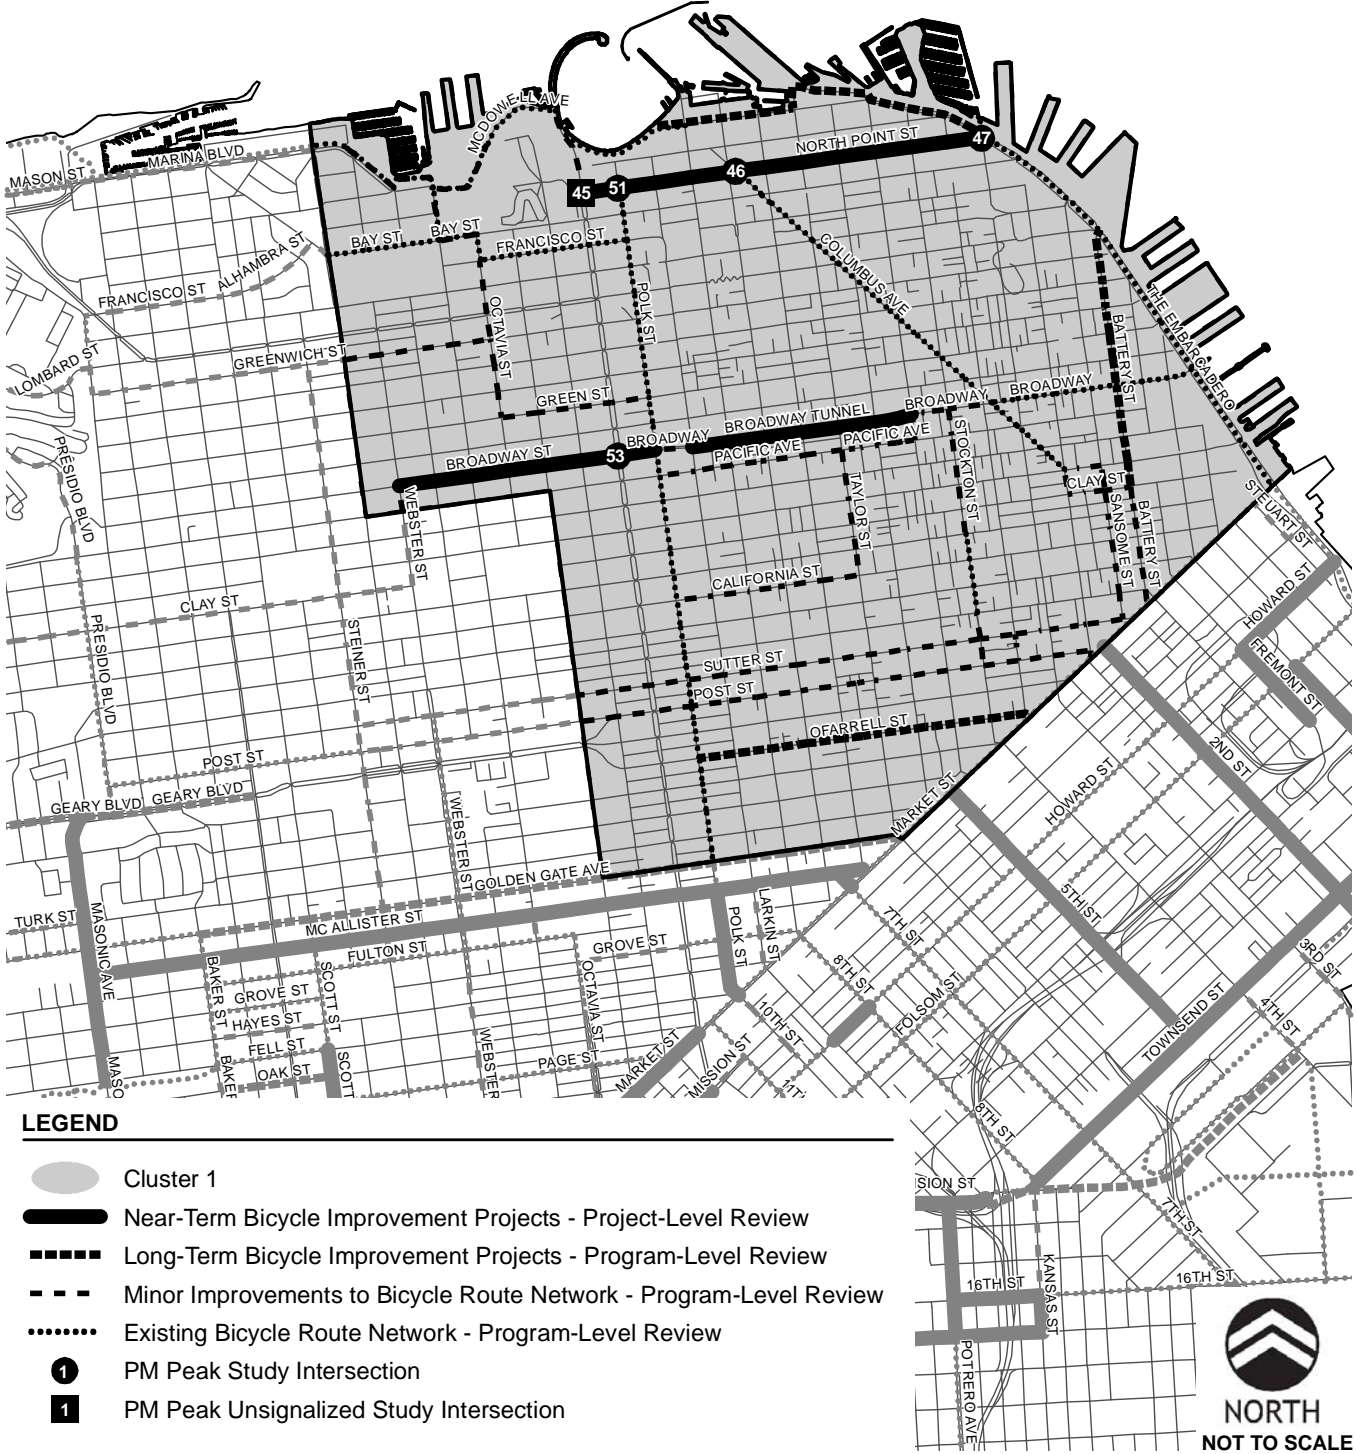 MCDOWELL AVE
MARINA BLVD
MASON ST
NORTH POINT ST
47
46
45
51
BAY ST
BAY ST
FRANCISCO ST
COLUMBUS AVE
ALHAMBRA ST
FRANCISCO ST
OCTAVIA ST
POLK ST
THE EMBARCADERO
BATTERY ST
LOMBARD ST
GREENWICH ST
GREEN ST
BROADWAY
BROADWAY
BROADWAY TUNNEL
BROADWAY
BROADWAY ST
53
PACIFIC AVE
PACIFIC AVE
STOCKTON ST
TAYLOR ST
CLAY ST
SANSOME ST
BATTERY ST
STEUART ST
PRESIDIO BLVD
WEBSTER ST
CALIFORNIA ST
HOWARD ST
CLAY ST
PRESIDIO BLVD
STEINER ST
SUTTER ST
POST ST
FREMONT ST
OFARRELL ST
2ND ST
POST ST
GEARY BLVD
GEARY BLVD
WEBSTER ST
MARKET ST
HOWARD ST
GOLDEN GATE AVE
5TH ST
TURK ST
MASONIC AVE
MC ALLISTER ST
POLK ST
LARKIN ST
7TH ST
FULTON ST
GROVE ST
8TH ST
3RD ST
BAKER ST
SCOTT ST
OCTAVIA ST
GROVE ST
HAYES ST
10TH ST
FOLSOM ST
4TH ST
FELL ST
PAGE ST
MARKET ST
MISSION ST
TOWNSEND ST
OAK ST
MASO
BAKER
SCOTT
WEBSTER
11T
8TH ST
LEGEND
Cluster 1
Near-Term Bicycle Improvement Projects - Project-Level Review
Long-Term Bicycle Improvement Projects - Program-Level Review
Minor Improvements to Bicycle Route Network - Program-Level Review
Existing Bicycle Route Network - Program-Level Review
1
PM Peak Study Intersection
1
PM Peak Unsignalized Study Intersection
SION ST
7TH ST
16TH ST
KANSAS ST
16TH ST
POTRERO AVE
NORTH
NOT TO SCALE